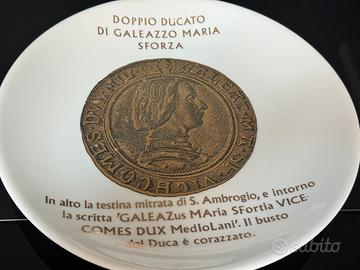 DOPPIO DUCATO
DI GALEAZZO MARIA
SFORZA
In alto la testina mitrata di S. Ambrogio, e intorno
la scritta 'GALEAZus MAria SFortia VICE
COMES DUX MedIoLani'. Il busto
del Duca è corazzato.
subito